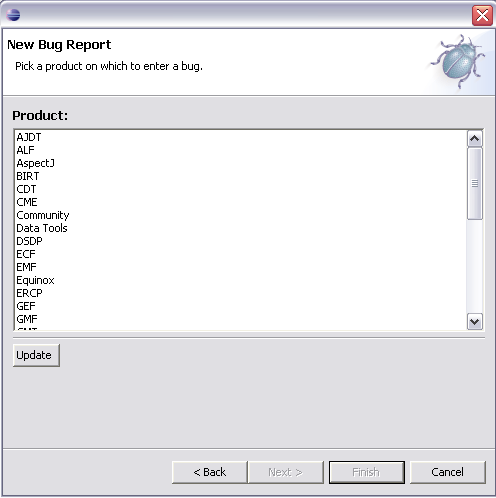 New Bug Report
Pick a product on which to enter a bug.
Product:
AJDT
ALF
AspectJ
BIRT
CDT
CME
Community
Data Tools
DSDP
ECF
EMF
Equinox
ERCP
GEF
GMF
Update
< Back
Next >
Finish
Cancel